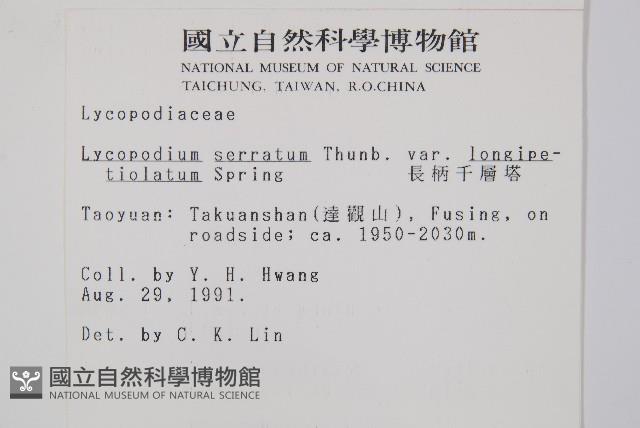 國立自然科學博物館
NATIONAL MUSEUM OF NATURAL SCIENCE
TAICHUNG, TAIWAN, R.O.CHINA
Lycopodiaceae
Lycopodium serratum Thunb. var. longipe-
tiolatum Spring 長柄千層塔
Taoyuan: Takuanshan(達觀山), Fusing, on
roadside; ca. 1950-2030m.
Coll. by Y. H. Hwang
Aug. 29, 1991.
Det. by C. K. Lin
國立自然科學博物館
NATIONAL MUSEUM OF NATURAL SCIENCE